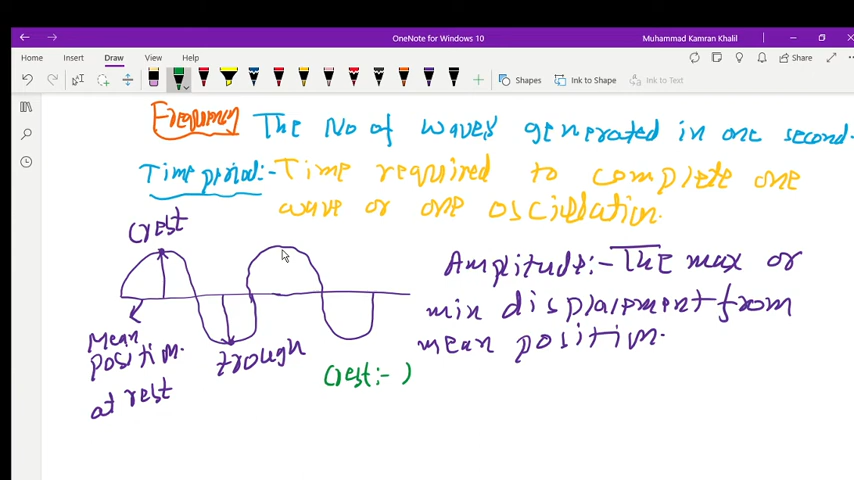 OneNote for Windows 10
Muhammad Kamran Khalil
Home Insert Draw View Help Share
Shapes Ink to Shape Ink to Text
Frequency The No of waves generated in one second-
Time period:- Time required to complete one
wave or one oscillation.
Crest
Amplitude:- The max or
min displacement from
mean position.
Mean
position.
at rest
trough
Crest:-